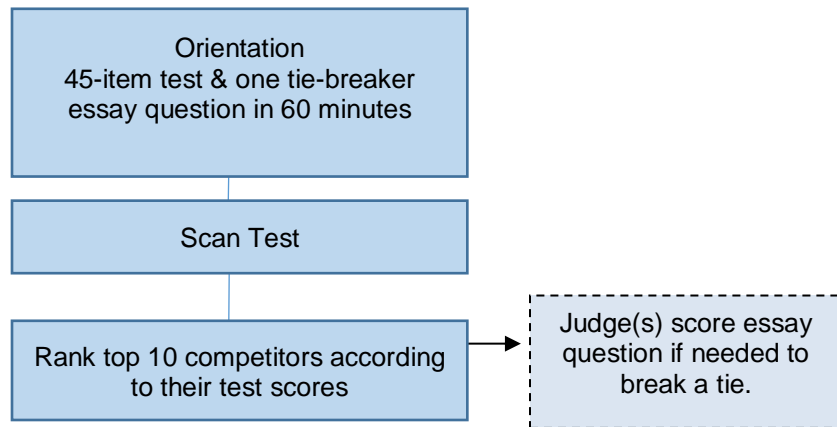 Orientation
45-item test & one tie-breaker
essay question in 60 minutes
Scan Test
Rank top 10 competitors according
to their test scores
Judge(s) score essay
question if needed to
break a tie.